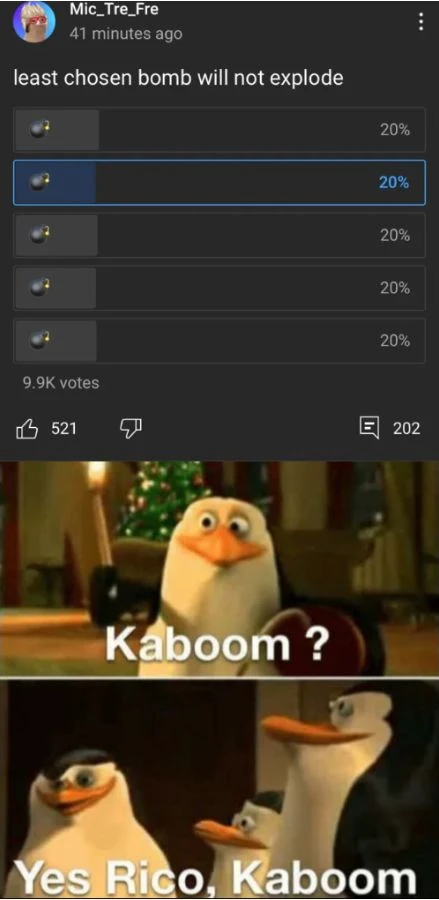 Mic_Tre_Fre
41 minutes ago
least chosen bomb will not explode
20%
20%
20%
20%
20%
9.9K votes
521
202
Kaboom ?
Yes Rico, Kaboom